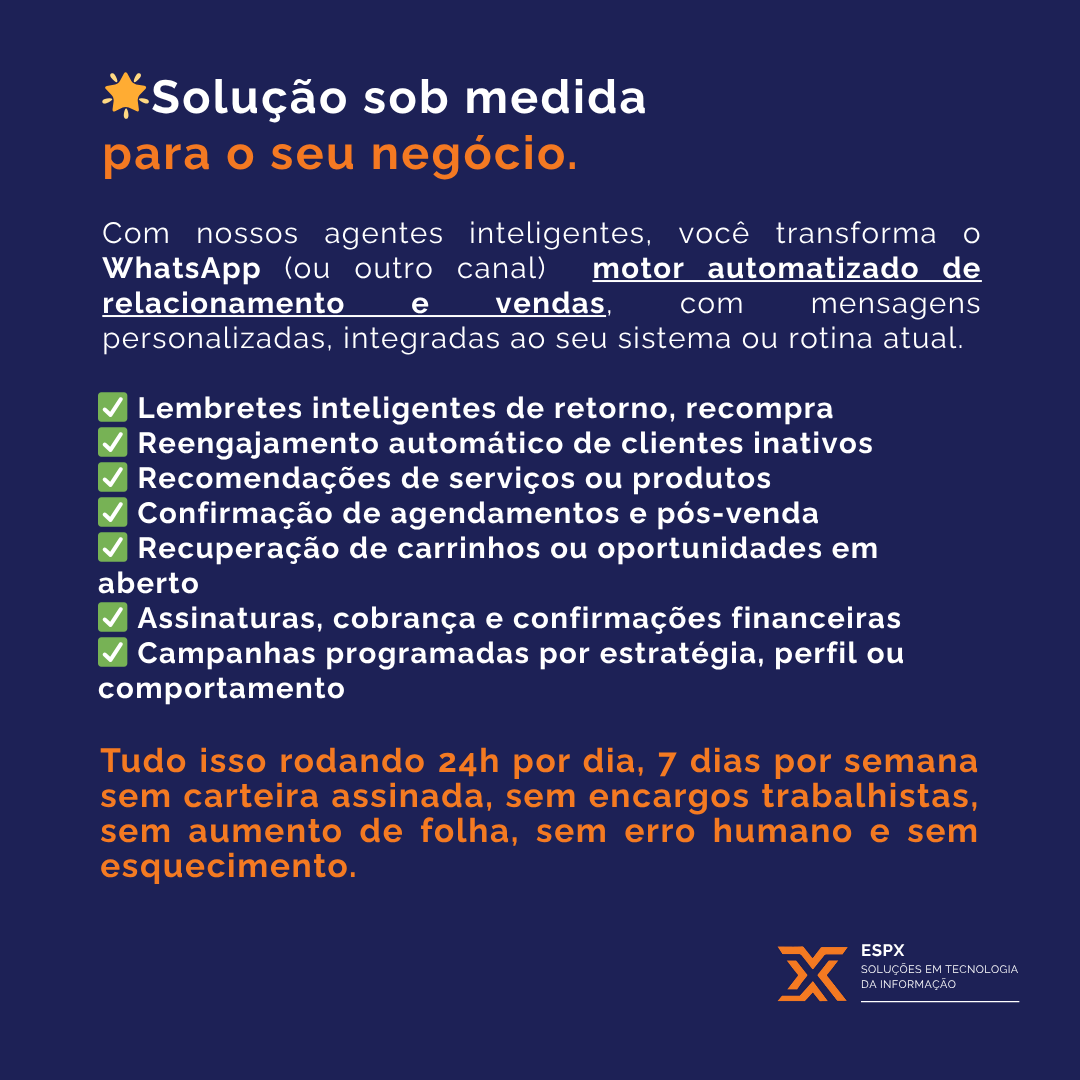 🌟Solução sob medida
para o seu negócio.
Com nossos agentes inteligentes, você transforma o
WhatsApp (ou outro canal) motor automatizado de
relacionamento e vendas, com mensagens
personalizadas, integradas ao seu sistema ou rotina atual.
✅ Lembretes inteligentes de retorno, recompra
✅ Reengajamento automático de clientes inativos
✅ Recomendações de serviços ou produtos
✅ Confirmação de agendamentos e pós-venda
✅ Recuperação de carrinhos ou oportunidades em
aberto
✅ Assinaturas, cobrança e confirmações financeiras
✅ Campanhas programadas por estratégia, perfil ou
comportamento
Tudo isso rodando 24h por dia, 7 dias por semana
sem carteira assinada, sem encargos trabalhistas,
sem aumento de folha, sem erro humano e sem
esquecimento.
ESPX
SOLUÇÕES EM TECNOLOGIA
DA INFORMAÇÃO